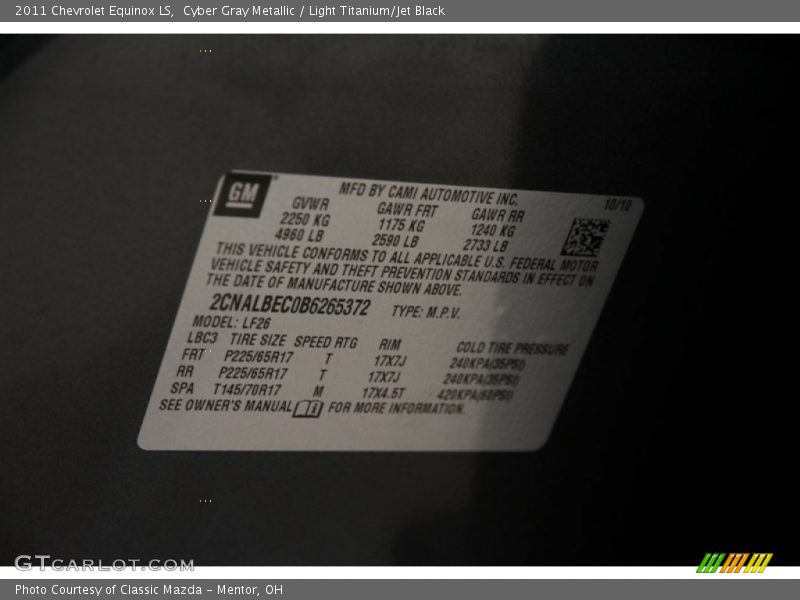 2011 Chevrolet Equinox LS,  Cyber Gray Metallic / Light Titanium/Jet Black
GM
MFD BY CAMI AUTOMOTIVE INC.
10/10
GVWR GAWR FRT GAWR RR
2250 KG 1175 KG 1240 KG
4960 LB 2590 LB 2733 LB
THIS VEHICLE CONFORMS TO ALL APPLICABLE U.S. FEDERAL MOTOR
VEHICLE SAFETY AND THEFT PREVENTION STANDARDS IN EFFECT ON
THE DATE OF MANUFACTURE SHOWN ABOVE.
2CNALBEC0B6265372 TYPE: M.P.V.
MODEL: LF26
LBC3 TIRE SIZE SPEED RTG RIM COLD TIRE PRESSURE
FRT P225/65R17 T 17X7J 240KPA(35PSI)
RR P225/65R17 T 17X7J 240KPA(35PSI)
SPA T145/70R17 M 17X4.5T 420KPA(60PSI)
SEE OWNER'S MANUAL FOR MORE INFORMATION.
GTCARLOT.COM
Photo Courtesy of Classic Mazda - Mentor, OH